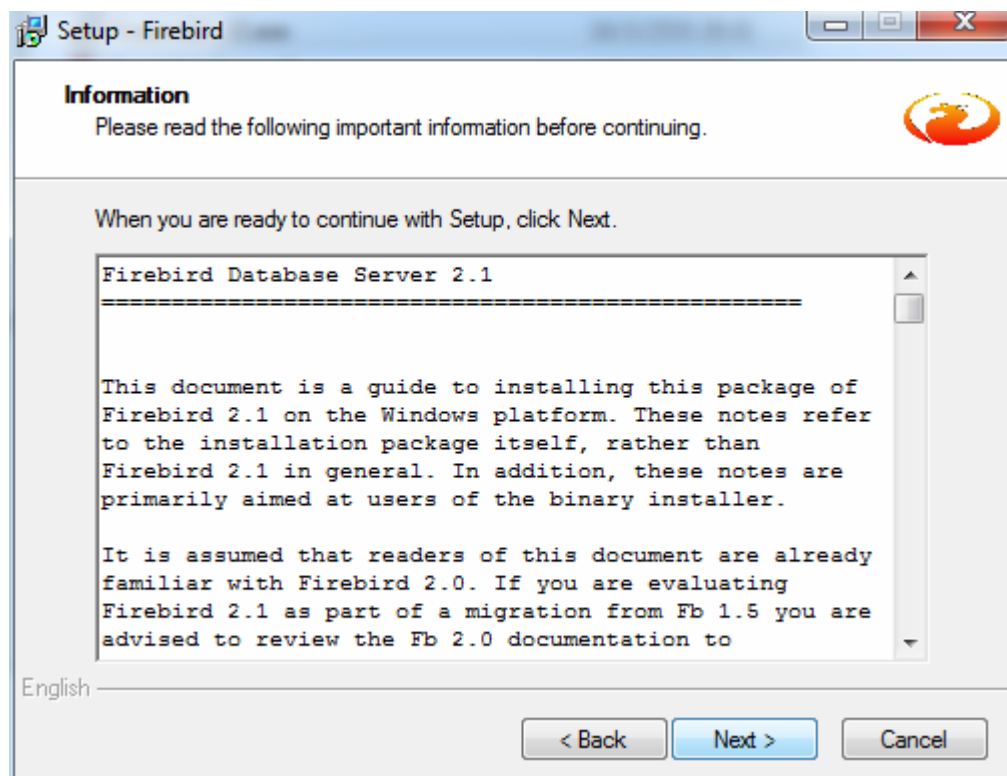 Setup - Firebird
Information
Please read the following important information before continuing.
When you are ready to continue with Setup, click Next.
Firebird Database Server 2.1
==================================================
This document is a guide to installing this package of
Firebird 2.1 on the Windows platform. These notes refer
to the installation package itself, rather than
Firebird 2.1 in general. In addition, these notes are
primarily aimed at users of the binary installer.
It is assumed that readers of this document are already
familiar with Firebird 2.0. If you are evaluating
Firebird 2.1 as part of a migration from Fb 1.5 you are
advised to review the Fb 2.0 documentation to
English
< Back
Next >
Cancel